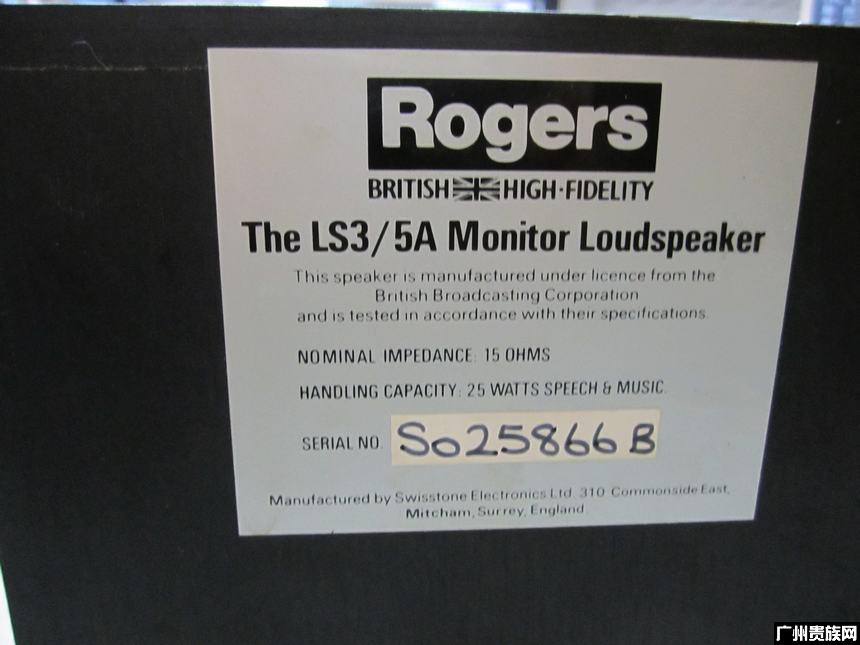 Rogers
BRITISH HIGH·FIDELITY
The LS3/5A Monitor Loudspeaker
This speaker is manufactured under licence from the
British Broadcasting Corporation
and is tested in accordance with their specifications.
NOMINAL IMPEDANCE: 15 OHMS
HANDLING CAPACITY: 25 WATTS SPEECH & MUSIC.
SERIAL NO. SO25866B
Manufactured by Swisstone Electronics Ltd. 310 Commonside East,
Mitcham, Surrey, England.
广州贵族网